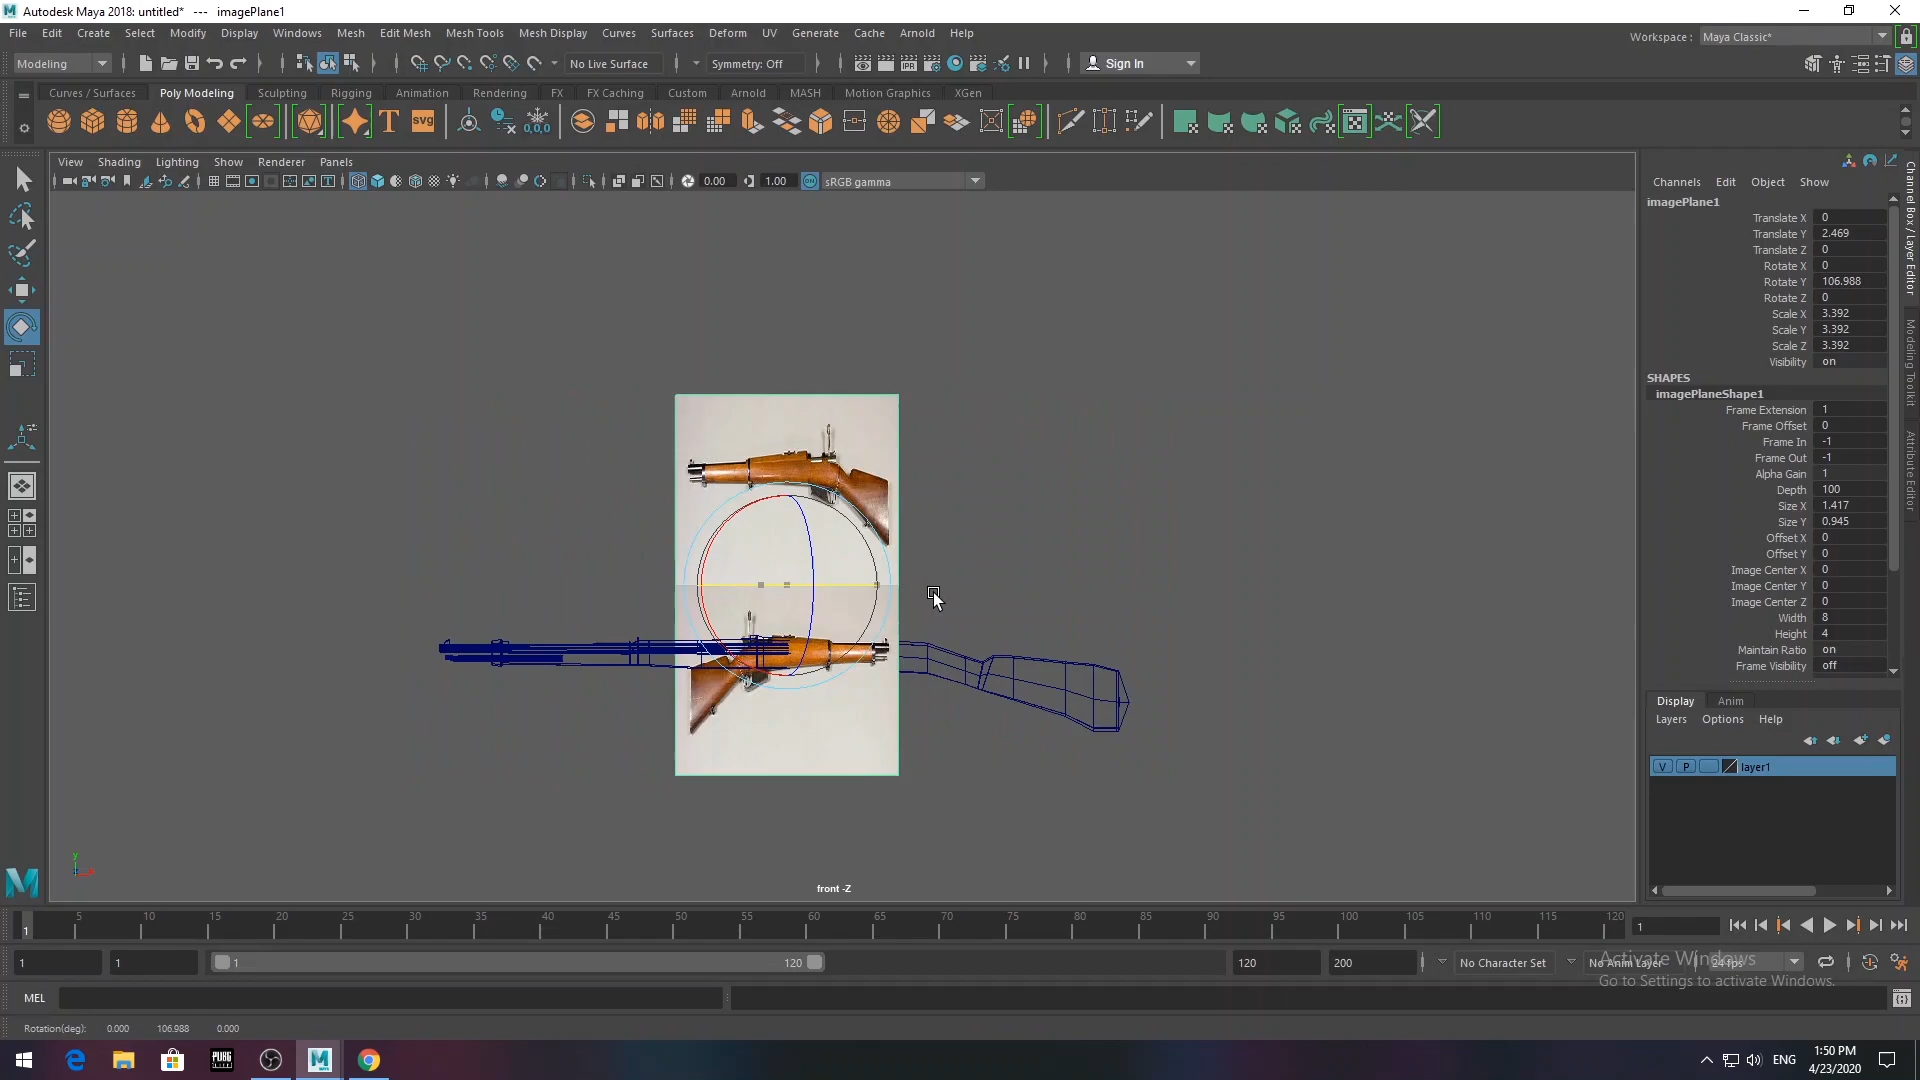 Autodesk Maya 2018: untitled* --- imagePlane1
File Edit Create Select Modify Display Windows Mesh Edit Mesh Mesh Tools Mesh Display Curves Surfaces Deform UV Generate Cache Arnold Help
Workspace : Maya Classic*
Modeling No Live Surface Symmetry: Off Sign In
Curves / Surfaces Poly Modeling Sculpting Rigging Animation Rendering FX FX Caching Custom Arnold MASH Motion Graphics XGen
View Shading Lighting Show Renderer Panels
0.00 1.00 sRGB gamma
Channels Edit Object Show
imagePlane1
Translate X 0
Translate Y 2.469
Translate Z 0
Rotate X 0
Rotate Y 106.988
Rotate Z 0
Scale X 3.392
Scale Y 3.392
Scale Z 3.392
Visibility on
SHAPES
imagePlaneShape1
Frame Extension 1
Frame Offset 0
Frame In -1
Frame Out -1
Alpha Gain 1
Depth 100
Size X 1.417
Size Y 0.945
Offset X 0
Offset Y 0
Image Center X 0
Image Center Y 0
Image Center Z 0
Width 8
Height 4
Maintain Ratio on
Frame Visibility off
Display Anim
Layers Options Help
V P layer1
Channel Box / Layer Editor
Modeling Toolkit
Attribute Editor
y
front -Z
5 10 15 20 25 30 35 40 45 50 55 60 65 70 75 80 85 90 95 100 105 110 115 120
1
1
1 1 1 120 120 200 No Character Set No Anim Layer 24 fps
Activate Windows
Go to Settings to activate Windows.
MEL
Rotation(deg): 0.000 106.988 0.000
PUBG
ENG
1:50 PM
4/23/2020